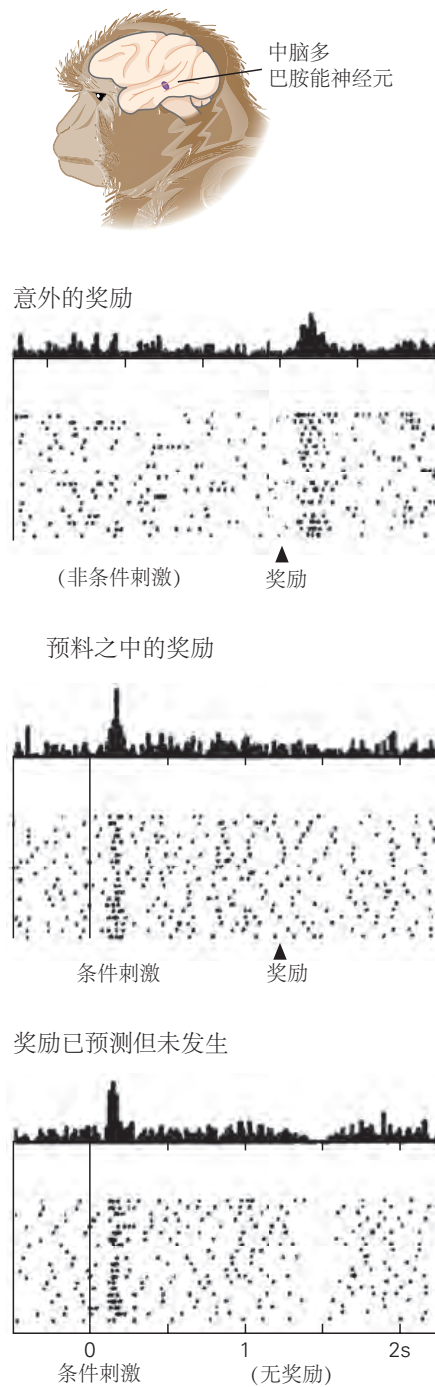 中脑多
巴胺能神经元
意外的奖励
(非条件刺激)
奖励
预料之中的奖励
条件刺激
奖励
奖励已预测但未发生
0 1 2s
条件刺激 (无奖励)